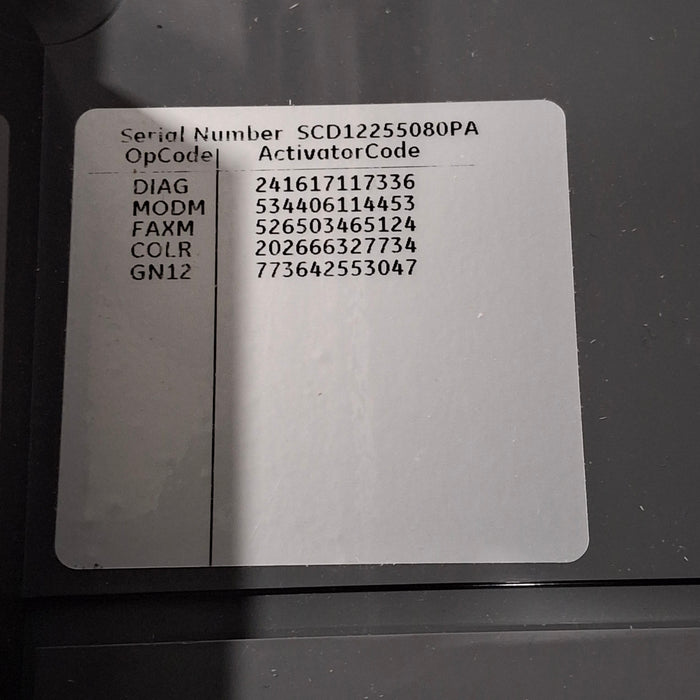 Serial Number SCD12255080PA
OpCode ActivatorCode
DIAG 241617117336
MODM 534406114453
FAXM 526503465124
COLR 202666327734
GN12 773642553047